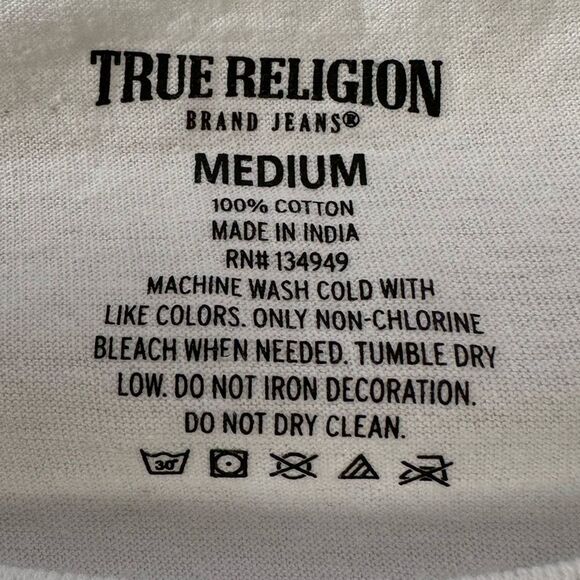 TRUE RELIGION
BRAND JEANS®
MEDIUM
100% COTTON
MADE IN INDIA
RN# 134949
MACHINE WASH COLD WITH
LIKE COLORS. ONLY NON-CHLORINE
BLEACH WHEN NEEDED. TUMBLE DRY
LOW. DO NOT IRON DECORATION.
DO NOT DRY CLEAN.
30°